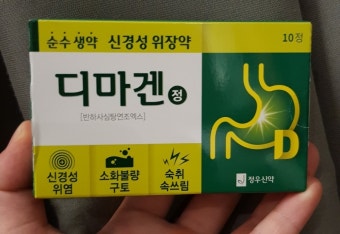 순수 생약 신경성 위장약
10정
디마겐 정
[반하사심탕연조엑스]
D
신경성
위염
소화불량
구토
숙취
속쓰림
정우신약